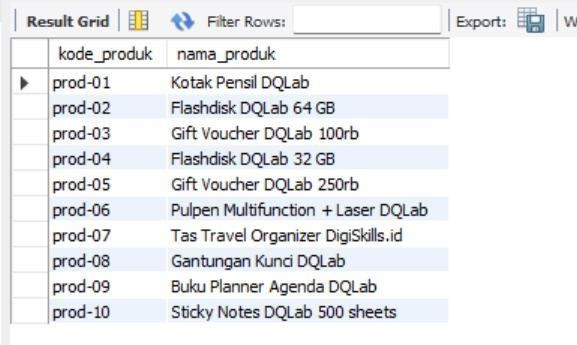 Result Grid Filter Rows: Export: W
kode_produk nama_produk
prod-01 Kotak Pensil DQLab
prod-02 Flashdisk DQLab 64 GB
prod-03 Gift Voucher DQLab 100rb
prod-04 Flashdisk DQLab 32 GB
prod-05 Gift Voucher DQLab 250rb
prod-06 Pulpen Multifunction + Laser DQLab
prod-07 Tas Travel Organizer DigiSkills.id
prod-08 Gantungan Kunci DQLab
prod-09 Buku Planner Agenda DQLab
prod-10 Sticky Notes DQLab 500 sheets